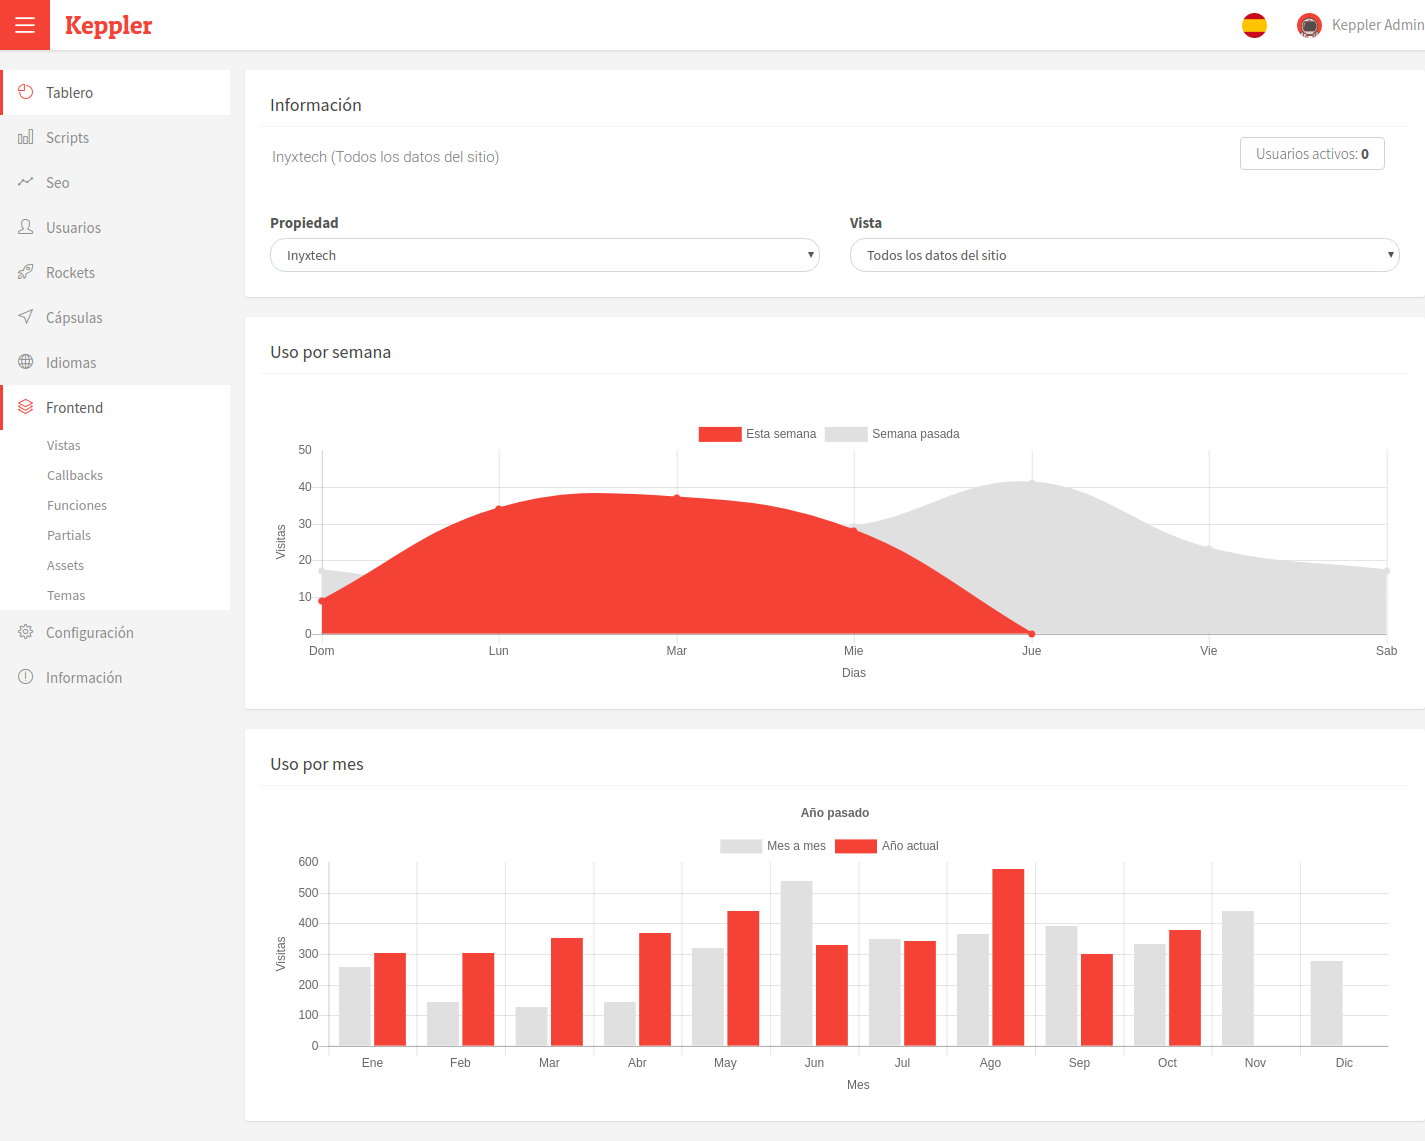 Keppler
Keppler Admin
Tablero
Scripts
Seo
Usuarios
Rockets
Cápsulas
Idiomas
Frontend
Vistas
Callbacks
Funciones
Partials
Assets
Temas
Configuración
Información
Información
Inyxtech (Todos los datos del sitio)
Usuarios activos: 0
Propiedad
Vista
Inyxtech
Todos los datos del sitio
Uso por semana
Esta semana
Semana pasada
50
40
30
20
10
0
Visitas
Dom Lun Mar Mie Jue Vie Sab
Dias
Uso por mes
Año pasado
Mes a mes
Año actual
600
500
400
300
200
100
0
Visitas
Ene Feb Mar Abr May Jun Jul Ago Sep Oct Nov Dic
Mes